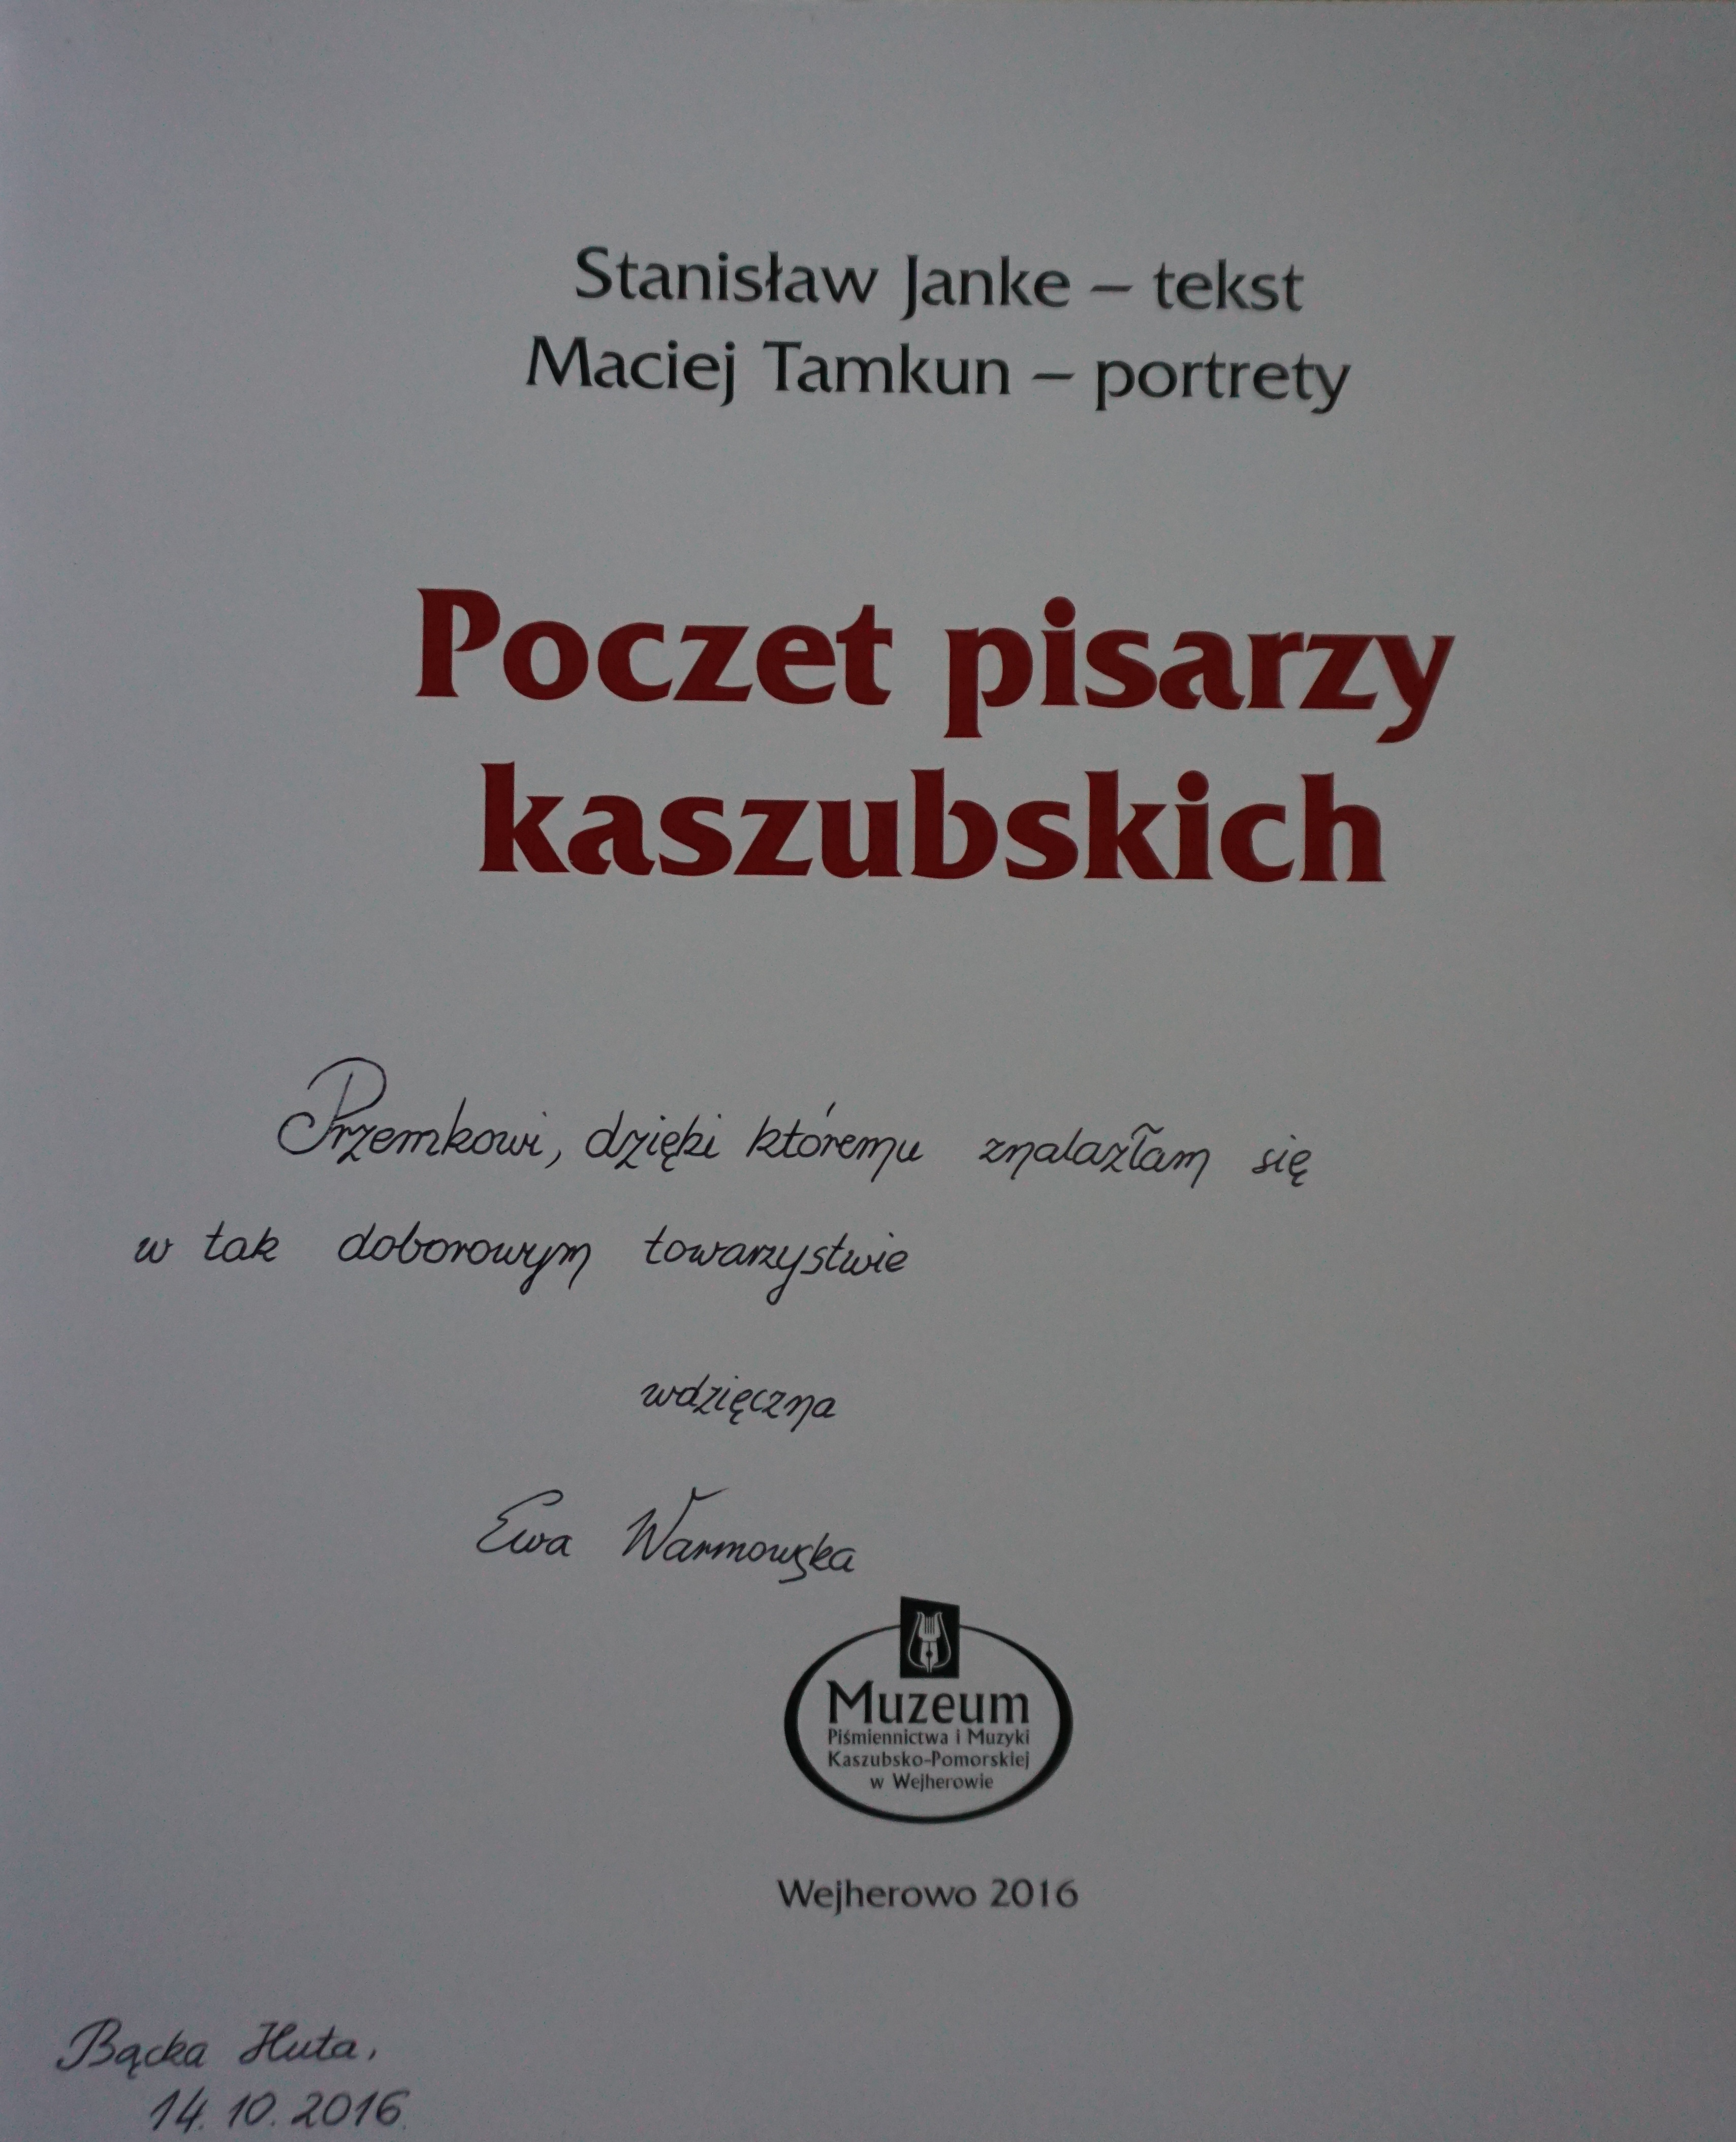 Stanisław Janke – tekst
Maciej Tamkun – portrety
Poczet pisarzy
kaszubskich
Przemkowi, dzięki któremu znalazłam się
w tak doborowym towarzystwie
wdzięczna
Ewa Warmowska
Muzeum
Piśmiennictwa i Muzyki
Kaszubsko-Pomorskiej
w Wejherowie
Wejherowo 2016
Bącka Huta,
14.10.2016.